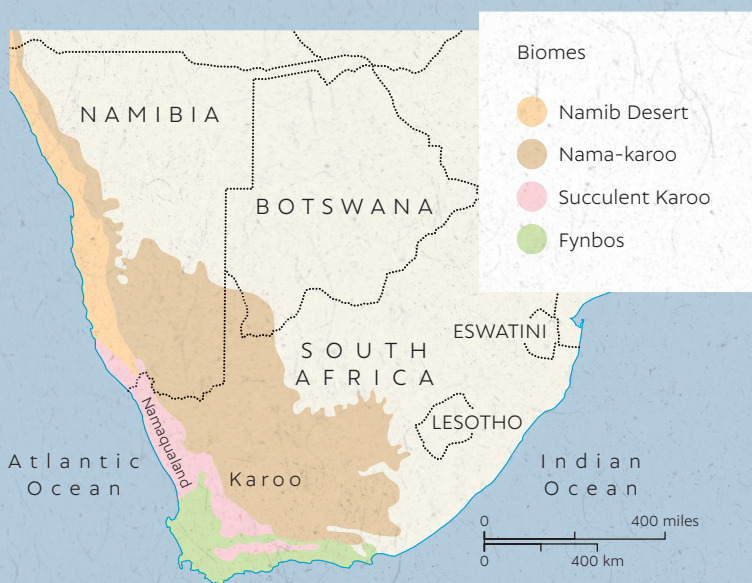 Biomes
Namib Desert
Nama-karoo
Succulent Karoo
Fynbos
NAMIBIA
BOTSWANA
SOUTH
AFRICA
ESWATINI
LESOTHO
Namaqualand
Karoo
Atlantic
Ocean
Indian
Ocean
0 400 miles
0 400 km